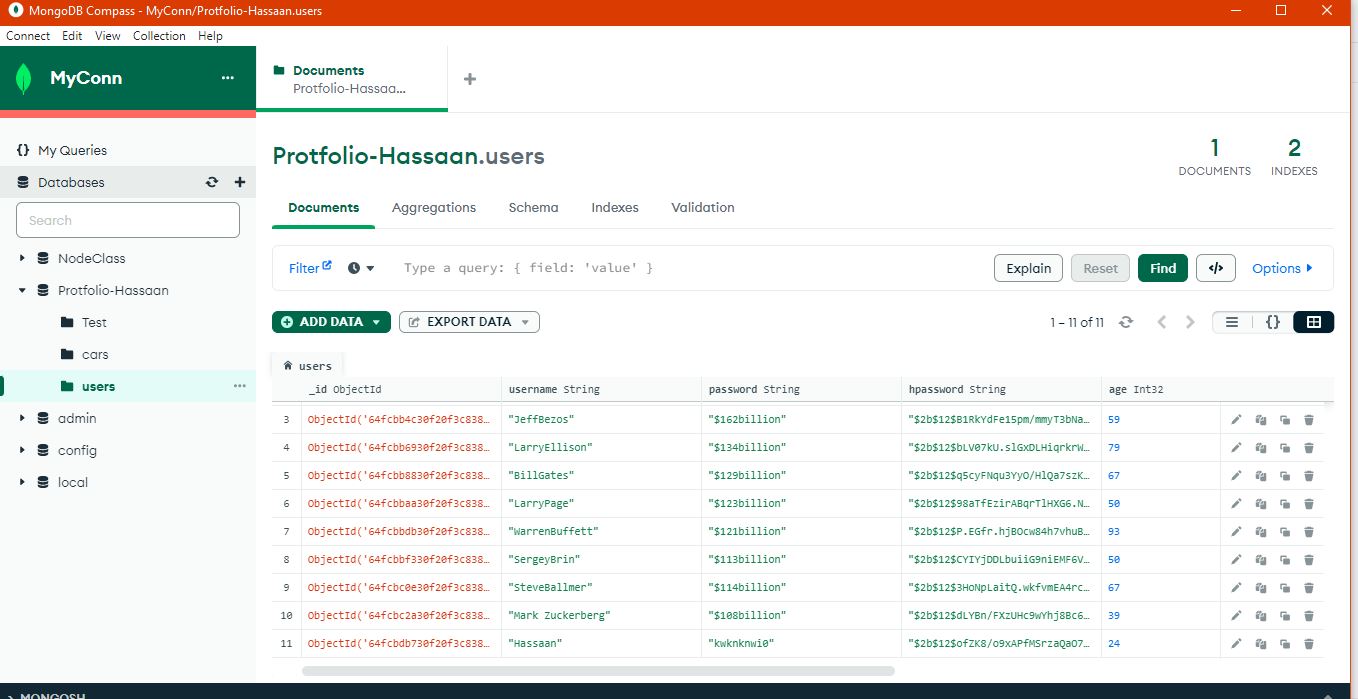 MongoDB Compass - MyConn/Protfolio-Hassaan.users
Connect Edit View Collection Help
MyConn
Documents
Protfolio-Hassaa...
My Queries
Databases
Search
NodeClass
Protfolio-Hassaan
Test
cars
users
admin
config
local
Protfolio-Hassaan.users
1
DOCUMENTS
2
INDEXES
Documents Aggregations Schema Indexes Validation
Filter Type a query: { field: 'value' } Explain Reset Find </> Options
ADD DATA EXPORT DATA 1 – 11 of 11 {}
users
_id ObjectId username String password String hpassword String age Int32
3 ObjectId('64fcbb4c30f20f3c838… "JeffBezos" "$162billion" "$2b$12$B1RkYdFe15pm/mmyT3bNa… 59
4 ObjectId('64fcbb6930f20f3c838… "LarryEllison" "$134billion" "$2b$12$bLV07kU.slGxDLHiqrkrW… 79
5 ObjectId('64fcbb8830f20f3c838… "BillGates" "$129billion" "$2b$12$q5cyFNqu3YyO/HlQa7szK… 67
6 ObjectId('64fcbbaa30f20f3c838… "LarryPage" "$123billion" "$2b$12$98aTfEzirABqrTlHXG6.N… 50
7 ObjectId('64fcbbdb30f20f3c838… "WarrenBuffett" "$121billion" "$2b$12$P.EGfr.hjBOcw84h7vhuB… 93
8 ObjectId('64fcbbf330f20f3c838… "SergeyBrin" "$113billion" "$2b$12$CYIYjDDLbuiiG9niEMF6V… 50
9 ObjectId('64fcbc0e30f20f3c838… "SteveBallmer" "$114billion" "$2b$12$3HoNpLaitQ.wkfvmEA4rc… 67
10 ObjectId('64fcbc2a30f20f3c838… "Mark Zuckerberg" "$108billion" "$2b$12$dLYBn/FXzUHc9wYhj8Bc6… 39
11 ObjectId('64fcbdb730f20f3c838… "Hassaan" "kwknknwi0" "$2b$12$ofZK8/o9xAPfMSrzaQaO7… 24
>_MONGOSH